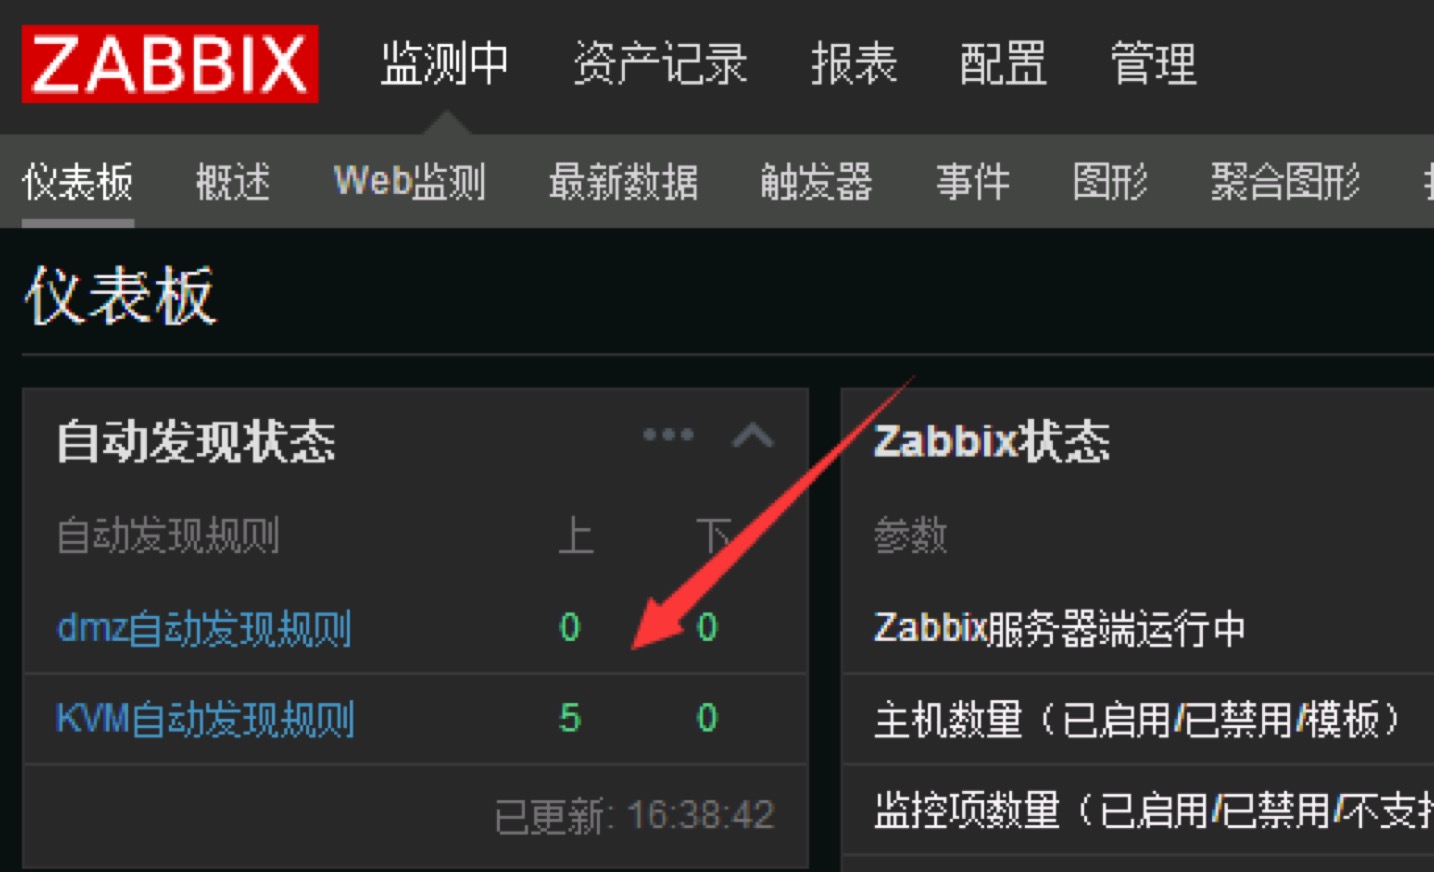 ZABBIX 监测中 资产记录 报表 配置 管理
仪表板 概述 Web监测 最新数据 触发器 事件 图形 聚合图形
仪表板
自动发现状态
自动发现规则 上 下
dmz自动发现规则 0 0
KVM自动发现规则 5 0
已更新: 16:38:42
Zabbix状态
参数
Zabbix服务器端运行中
主机数量（已启用/已禁用/模板）
监控项数量（已启用/已禁用/不支